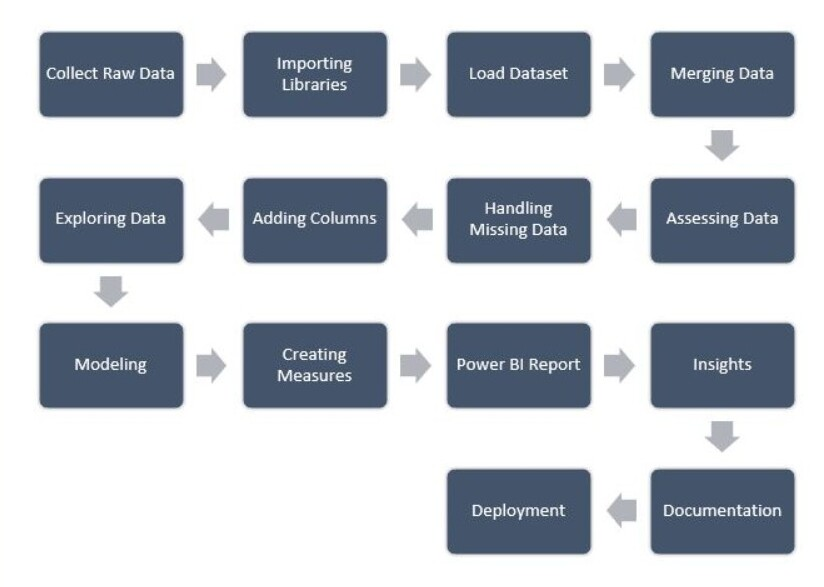 Collect Raw Data
Importing
Libraries
Load Dataset
Merging Data
Assessing Data
Handling
Missing Data
Adding Columns
Exploring Data
Modeling
Creating
Measures
Power BI Report
Insights
Documentation
Deployment